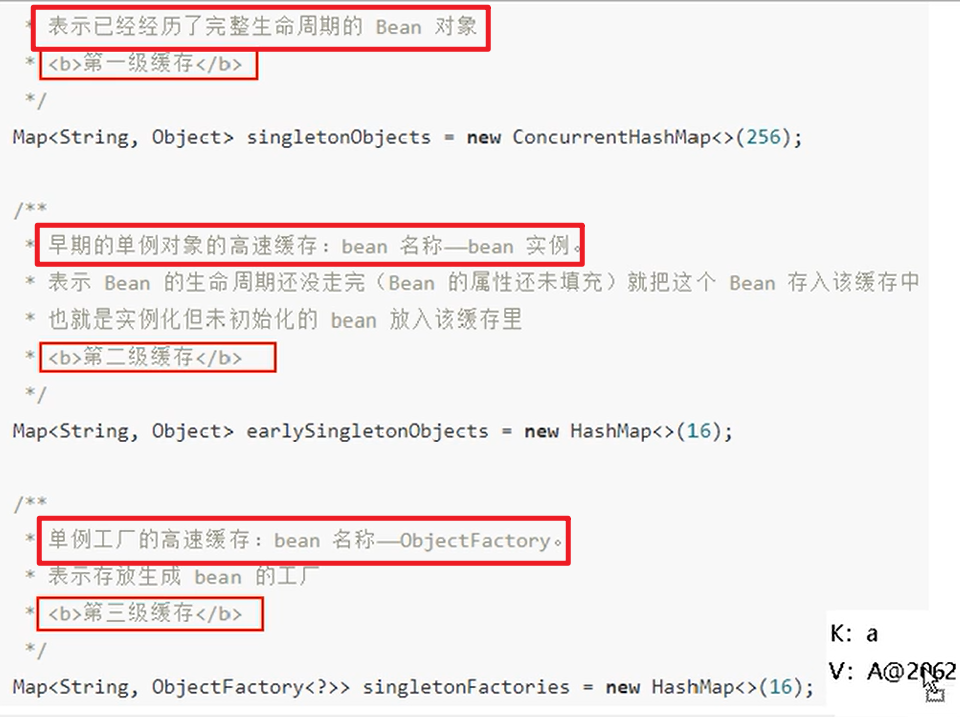 * 表示已经经历了完整生命周期的 Bean 对象
* <b>第一级缓存</b>
*/
Map<String, Object> singletonObjects = new ConcurrentHashMap<>(256);
/**
* 早期的单例对象的高速缓存：bean 名称——bean 实例。
* 表示 Bean 的生命周期还没走完（Bean 的属性还未填充）就把这个 Bean 存入该缓存中
* 也就是实例化但未初始化的 bean 放入该缓存里
* <b>第二级缓存</b>
*/
Map<String, Object> earlySingletonObjects = new HashMap<>(16);
/**
* 单例工厂的高速缓存：bean 名称——ObjectFactory。
* 表示存放生成 bean 的工厂
* <b>第三级缓存</b>
*/
Map<String, ObjectFactory<?>> singletonFactories = new HashMap<>(16);
K: a
V: A@2062